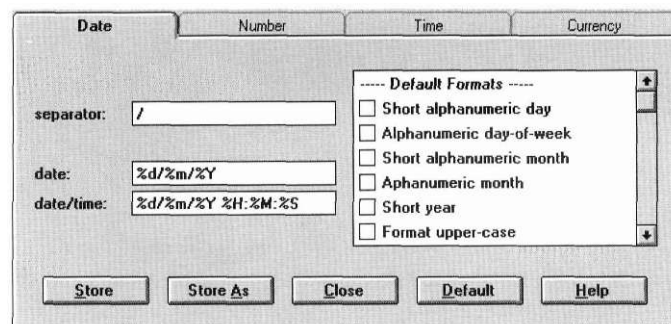 Date Number Time Currency
----- Default Formats -----
separator: /
Short alphanumeric day
Alphanumeric day-of-week
Short alphanumeric month
date: %d/%m/%Y
Aphanumeric month
date/time: %d/%m/%Y %H:%M:%S
Short year
Format upper-case
Store Store As Close Default Help